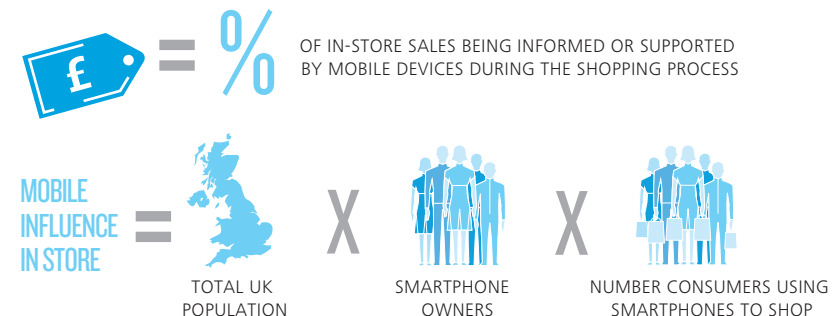 £ = % OF IN-STORE SALES BEING INFORMED OR SUPPORTED
BY MOBILE DEVICES DURING THE SHOPPING PROCESS
MOBILE
INFLUENCE
IN STORE
= X X
TOTAL UK
POPULATION
SMARTPHONE
OWNERS
NUMBER CONSUMERS USING
SMARTPHONES TO SHOP